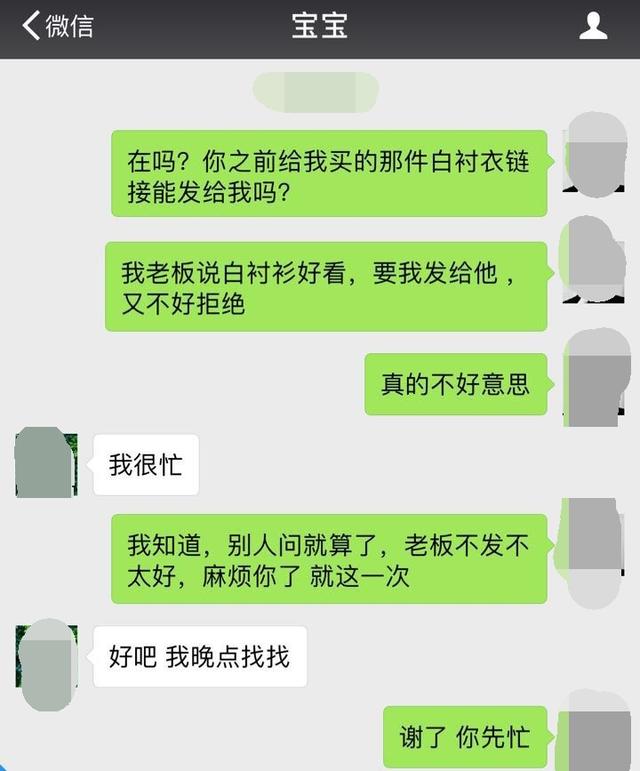 微信
宝宝
在吗？你之前给我买的那件白衬衣链
接能发给我吗？
我老板说白衬衫好看，要我发给他，
又不好拒绝
真的不好意思
我很忙
我知道，别人问就算了，老板不发不
太好，麻烦你了 就这一次
好吧 我晚点找找
谢了 你先忙